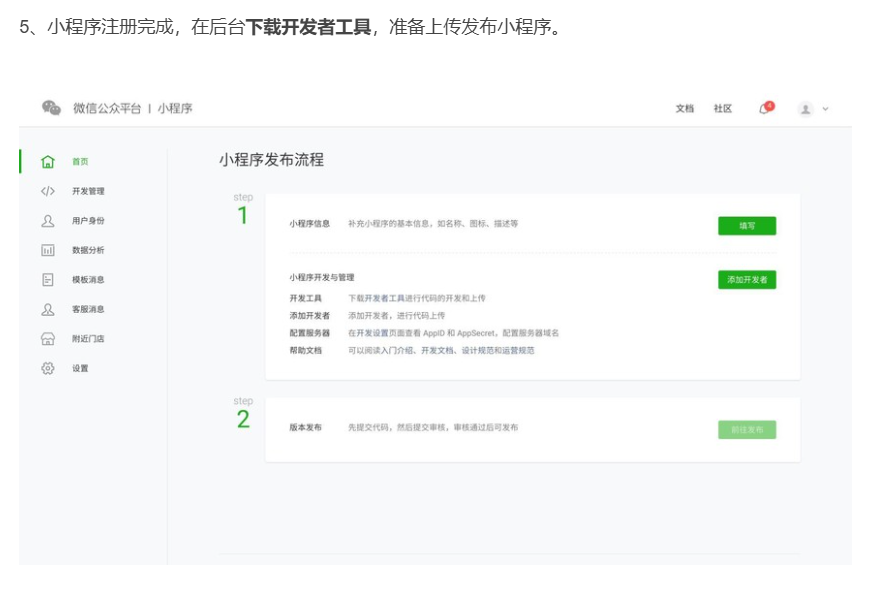 5、小程序注册完成，在后台下载开发者工具，准备上传发布小程序。
微信公众平台 | 小程序
文档 社区 4
首页
开发管理
用户身份
数据分析
模板消息
客服消息
附近门店
设置
小程序发布流程
step
1
小程序信息 补充小程序的基本信息，如名称、图标、描述等 填写
小程序开发与管理 添加开发者
开发工具 下载开发者工具进行代码的开发和上传
添加开发者 添加开发者，进行代码上传
配置服务器 在开发设置页面查看 AppID 和 AppSecret，配置服务器域名
帮助文档 可以阅读入门介绍、开发文档、设计规范和运营规范
step
2
版本发布 先提交代码，然后提交审核，审核通过后可发布 前往发布